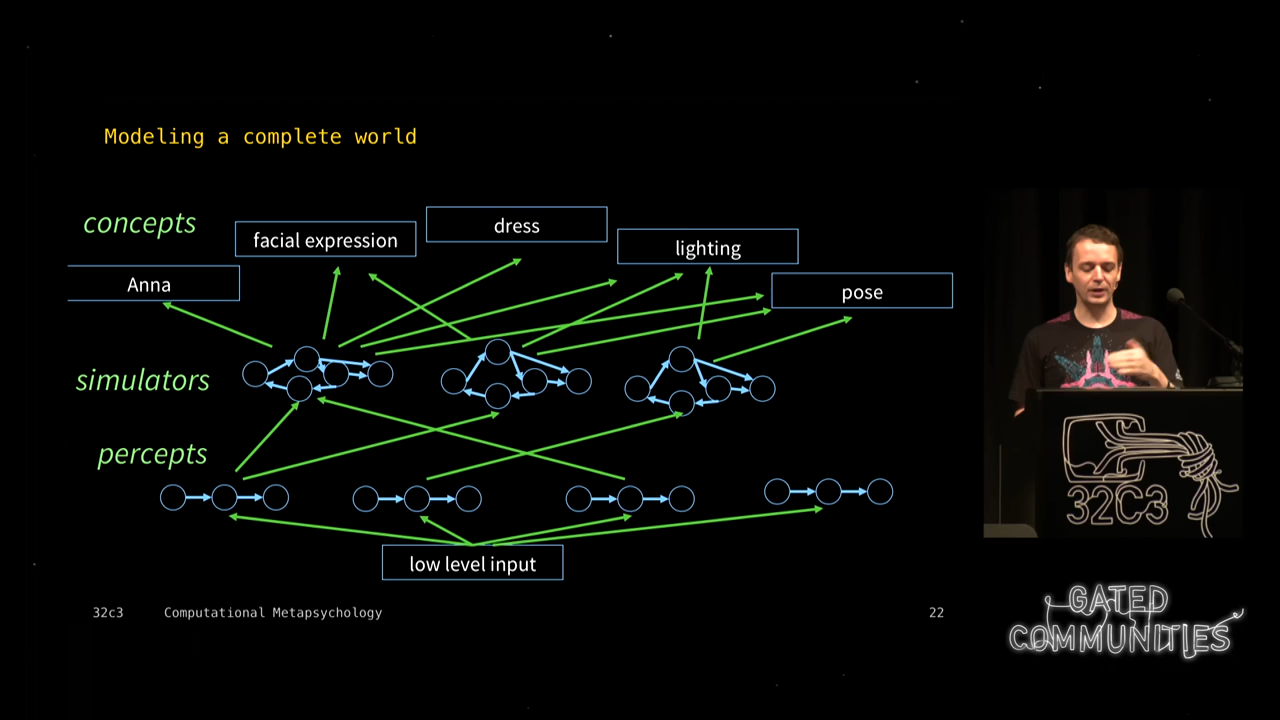 Modeling a complete world
concepts
dress
facial expression
lighting
Anna
pose
simulators
percepts
low level input
32c3 Computational Metapsychology 22
32C3
GATED
COMMUNITIES